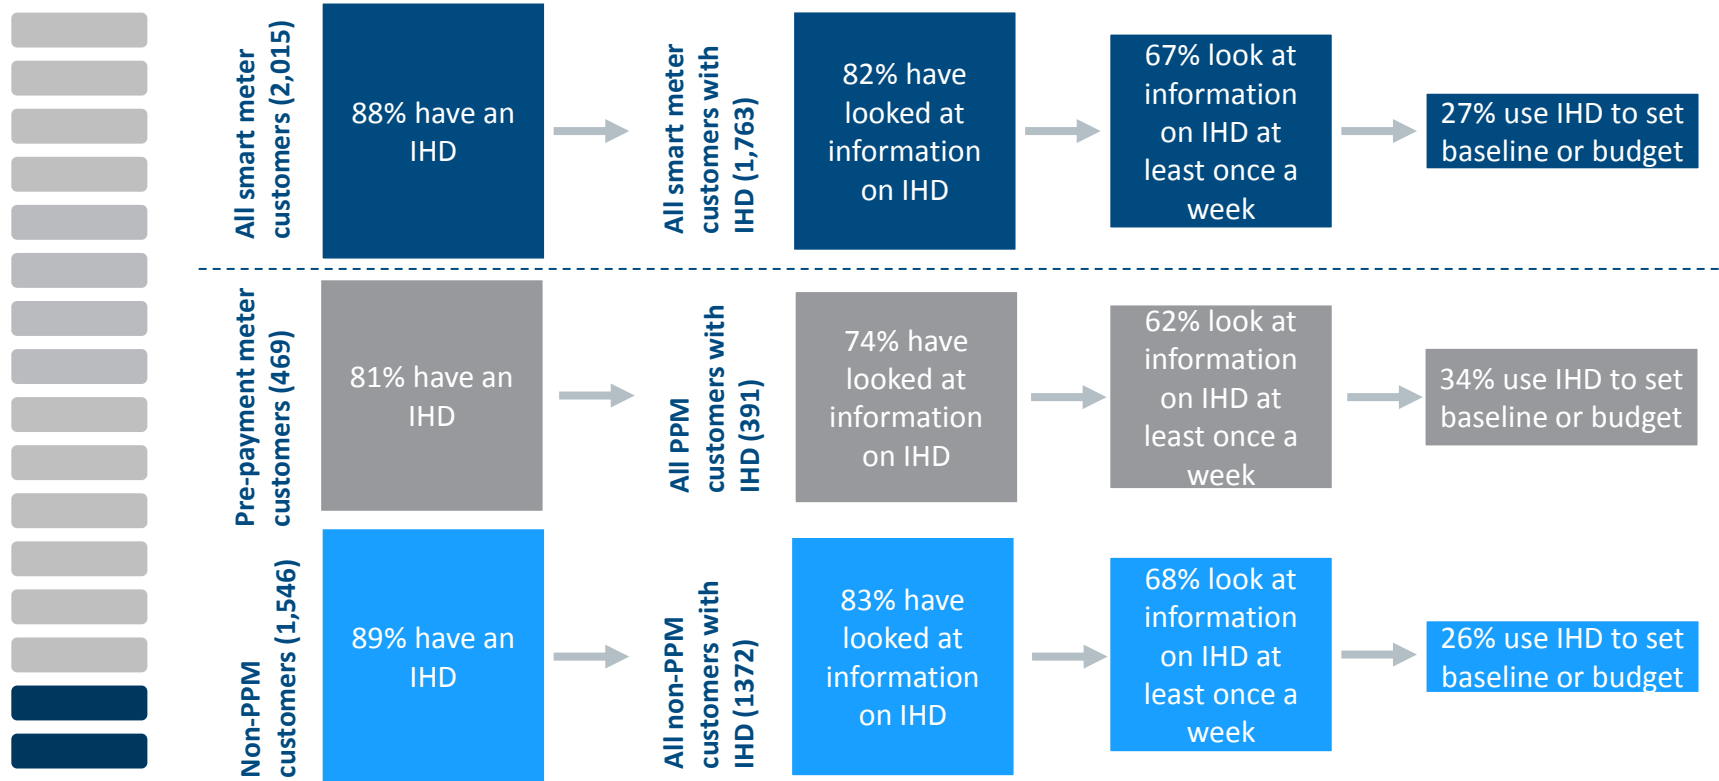 All smart meter
customers (2,015)
88% have an
IHD
All smart meter
customers with
IHD (1,763)
82% have
looked at
information
on IHD
67% look at
information
on IHD at
least once a
week
27% use IHD to set
baseline or budget
Pre-payment meter
customers (469)
81% have an
IHD
All PPM
customers with
IHD (391)
74% have
looked at
information
on IHD
62% look at
information
on IHD at
least once a
week
34% use IHD to set
baseline or budget
Non-PPM
customers (1,546)
89% have an
IHD
All non-PPM
customers with
IHD (1372)
83% have
looked at
information
on IHD
68% look at
information
on IHD at
least once a
week
26% use IHD to set
baseline or budget